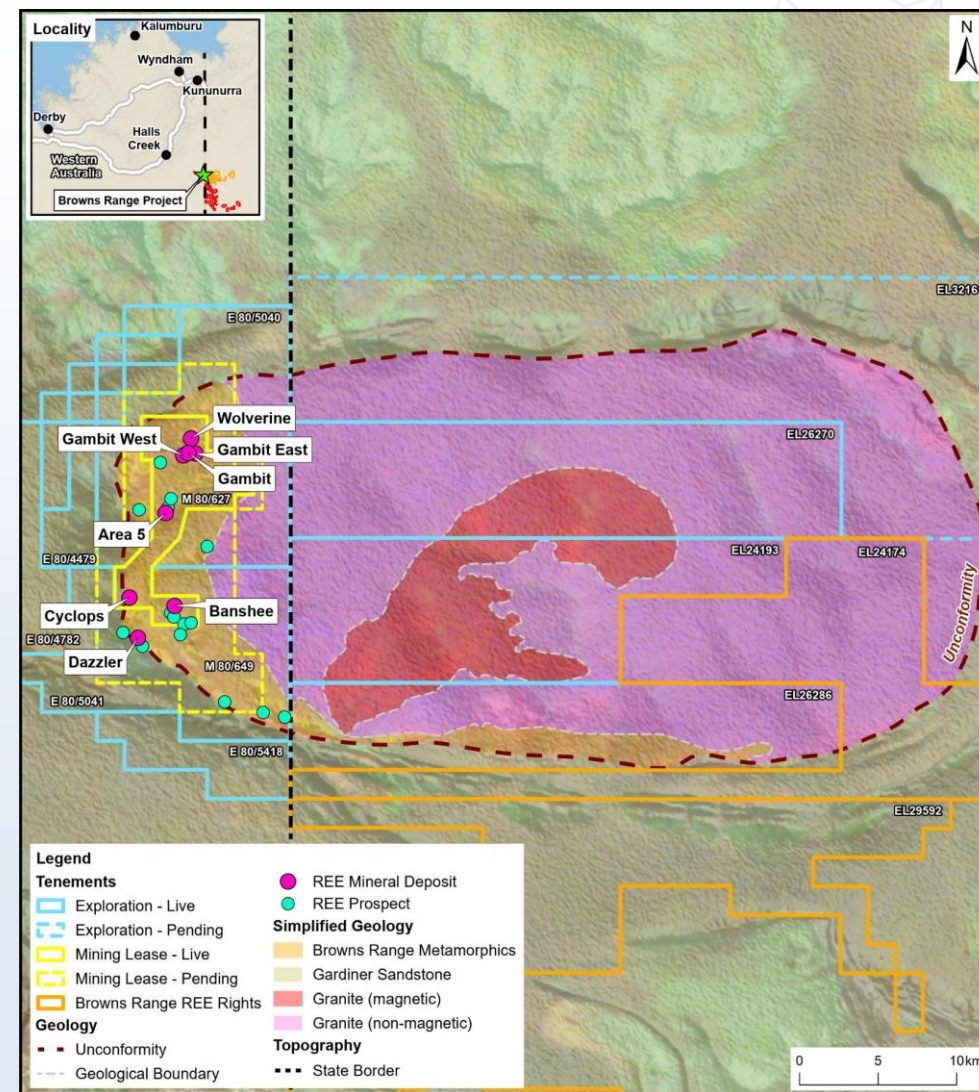 Locality
Kalumburu
Wyndham
Kununurra
Derby
Halls
Creek
Western
Australia
Browns Range Project
N
EL3216
E 80/5040
Wolverine
Gambit West
Gambit East
EL26270
Gambit
M 80/627
Area 5
E 80/4479
EL24193
EL24174
Cyclops
Banshee
Unconformity
E 80/4782
Dazzler
M 80/649
E 80/5041
EL26286
E 80/5418
EL29592
Legend
Tenements
Exploration - Live
Exploration - Pending
Mining Lease - Live
Mining Lease - Pending
Browns Range REE Rights
Geology
Unconformity
Geological Boundary
REE Mineral Deposit
REE Prospect
Simplified Geology
Browns Range Metamorphics
Gardiner Sandstone
Granite (magnetic)
Granite (non-magnetic)
Topography
State Border
0 5 10km